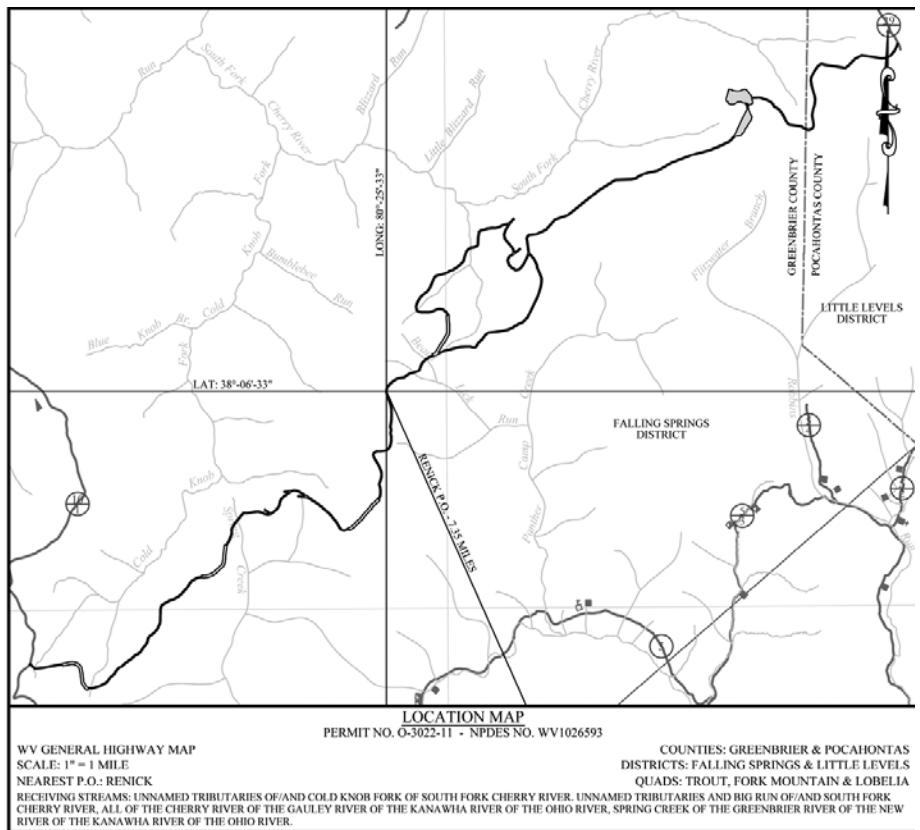 19
South Fork
Cherry River
Run
Blizzard Run
Little Blizzard Run
Cherry River
South Fork
Fork
Knob
Bumblebee Run
Cold
Blue Knob Br.
Fork
LONG: 80°-25'-33"
Flitzwater Branch
GREENBRIER COUNTY
POCAHONTAS COUNTY
LITTLE LEVELS
DISTRICT
LAT: 38°-06'-33"
Lick Run
Camp Creek
Panther
Robbins
FALLING SPRINGS
DISTRICT
RENICK P.O. - 7.35 MILES
Knob
Cold
Creek
LOCATION MAP
PERMIT NO. O-3022-11 - NPDES NO. WV1026593
WV GENERAL HIGHWAY MAP
SCALE: 1" = 1 MILE
NEAREST P.O.: RENICK
COUNTIES: GREENBRIER & POCAHONTAS
DISTRICTS: FALLING SPRINGS & LITTLE LEVELS
QUADS: TROUT, FORK MOUNTAIN & LOBELIA
RECEIVING STREAMS: UNNAMED TRIBUTARIES OF/AND COLD KNOB FORK OF SOUTH FORK CHERRY RIVER. UNNAMED TRIBUTARIES AND BIG RUN OF/AND SOUTH FORK
CHERRY RIVER, ALL OF THE CHERRY RIVER OF THE GAULEY RIVER OF THE KANAWHA RIVER OF THE OHIO RIVER, SPRING CREEK OF THE GREENBRIER RIVER OF THE NEW
RIVER OF THE KANAWHA RIVER OF THE OHIO RIVER.